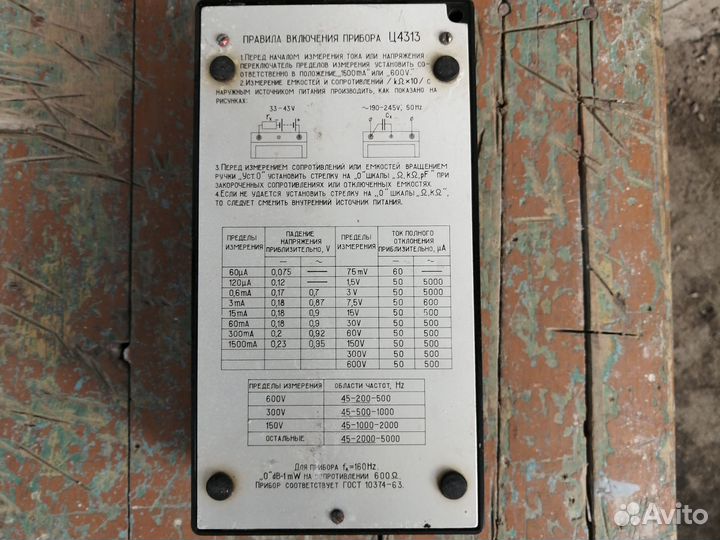 ПРАВИЛА ВКЛЮЧЕНИЯ ПРИБОРА Ц4313
1. ПЕРЕД НАЧАЛОМ ИЗМЕРЕНИЯ ТОКА ИЛИ НАПРЯЖЕНИЯ
ПЕРЕКЛЮЧАТЕЛЬ ПРЕДЕЛОВ ИЗМЕРЕНИЯ УСТАНОВИТЬ СО-
ОТВЕТСТВЕННО В ПОЛОЖЕНИЕ „1500mA" ИЛИ „600V".
2. ИЗМЕРЕНИЕ ЕМКОСТЕЙ И СОПРОТИВЛЕНИЙ /kΩ×10/ С
НАРУЖНЫМ ИСТОЧНИКОМ ПИТАНИЯ ПРОИЗВОДИТЬ, КАК ПОКАЗАНО НА
РИСУНКАХ:
33-43V ~190-245V, 50Hz
rx Cx
3. ПЕРЕД ИЗМЕРЕНИЕМ СОПРОТИВЛЕНИЙ ИЛИ ЕМКОСТЕЙ ВРАЩЕНИЕМ
РУЧКИ „УСТ.0" УСТАНОВИТЬ СТРЕЛКУ НА „0" ШКАЛЫ „Ω, kΩ, pF" ПРИ
ЗАКОРОЧЕННЫХ СОПРОТИВЛЕНИЯХ ИЛИ ОТКЛЮЧЕННЫХ ЕМКОСТЯХ.
4. ЕСЛИ НЕ УДАЕТСЯ УСТАНОВИТЬ СТРЕЛКУ НА „0" ШКАЛЫ „Ω, kΩ",
ТО СЛЕДУЕТ СМЕНИТЬ ВНУТРЕННИЙ ИСТОЧНИК ПИТАНИЯ.
ПРЕДЕЛЫ ИЗМЕРЕНИЯ ПАДЕНИЕ НАПРЯЖЕНИЯ ПРИБЛИЗИТЕЛЬНО, V ПРЕДЕЛЫ ИЗМЕРЕНИЯ ТОК ПОЛНОГО ОТКЛОНЕНИЯ ПРИБЛИЗИТЕЛЬНО, μA
— ~ — ~
60μA 0,075 — 75mV 60 —
120μA 0,12 — 1,5V 50 5000
0,6mA 0,17 0,7 3V 50 5000
3mA 0,18 0,87 7,5V 50 600
15mA 0,18 0,9 15V 50 500
60mA 0,18 0,9 30V 50 500
300mA 0,2 0,92 60V 50 500
1500mA 0,23 0,95 150V 50 500
300V 50 500
600V 50 500
ПРЕДЕЛЫ ИЗМЕРЕНИЯ ОБЛАСТИ ЧАСТОТ, Hz
600V 45-200-500
300V 45-500-1000
150V 45-1000-2000
ОСТАЛЬНЫЕ 45-2000-5000
ДЛЯ ПРИБОРА fк=160Hz
„0" dB-1mW НА СОПРОТИВЛЕНИИ 600Ω.
ПРИБОР СООТВЕТСТВУЕТ ГОСТ 10374-63.
Avito